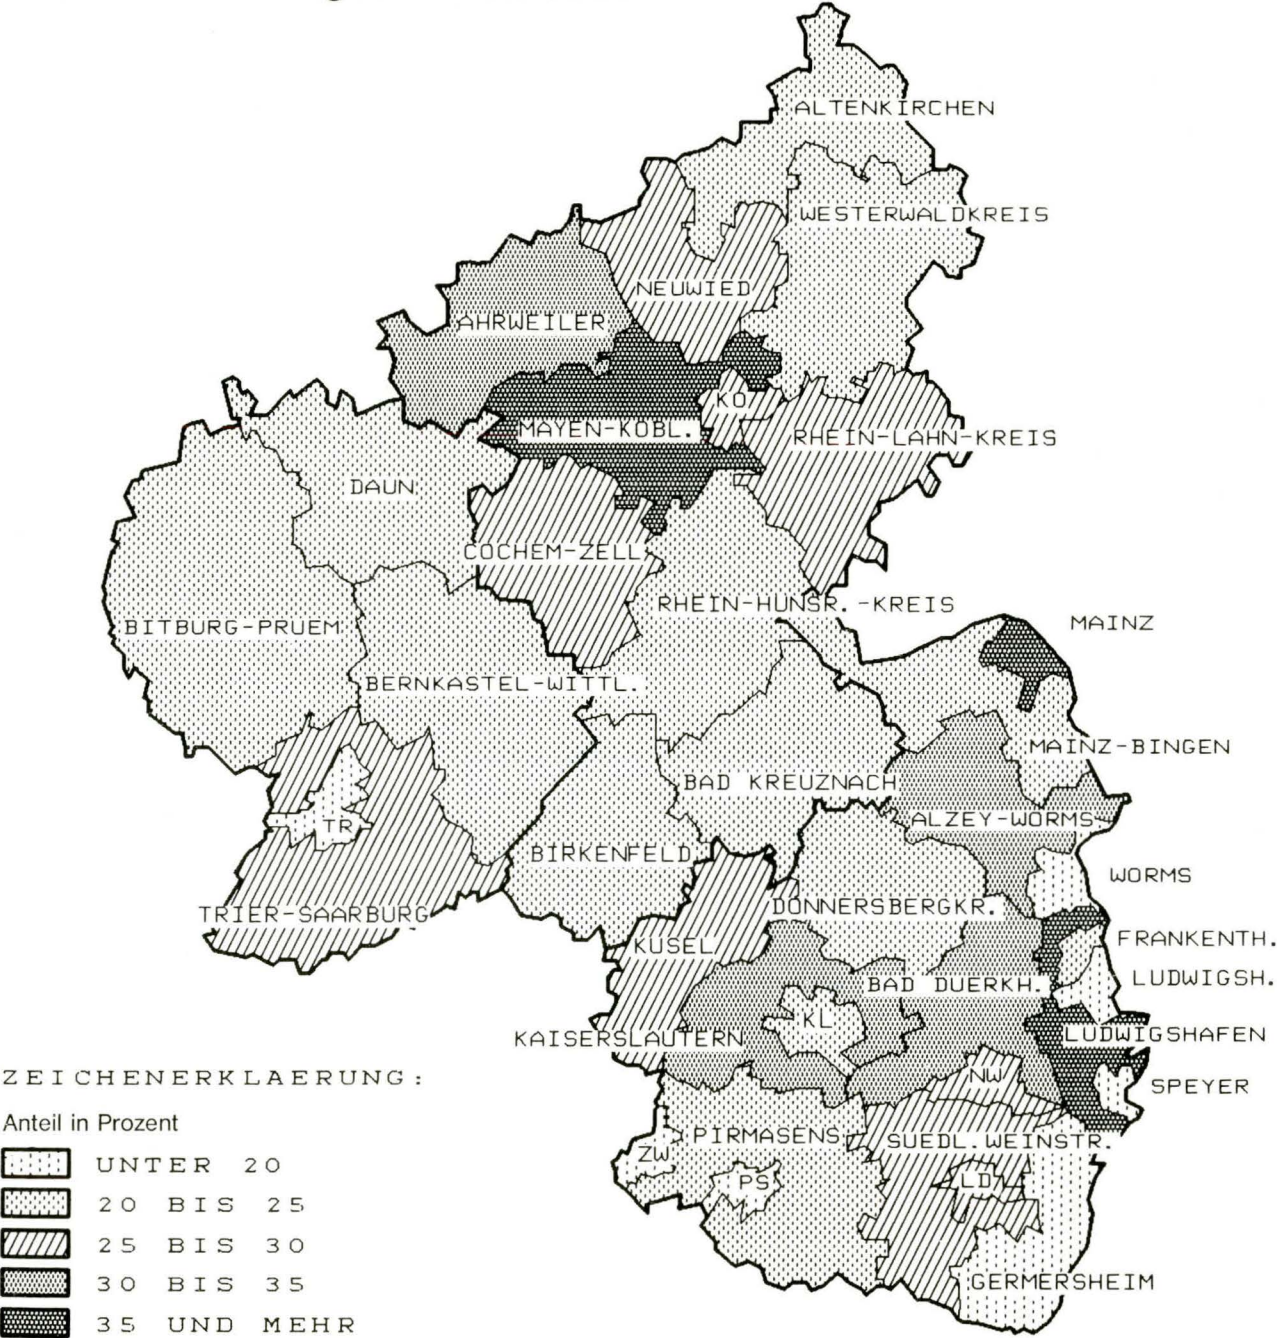 ALTENKIRCHEN
WESTERWALDKREIS
NEUWIED
AHRWEILER
KO
MAYEN-KOBL.
RHEIN-LAHN-KREIS
DAUN
COCHEM-ZELL
RHEIN-HUNSR.-KREIS
MAINZ
BITBURG-PRUEM
BERNKASTEL-WITTL.
MAINZ-BINGEN
BAD KREUZNACH
ALZEY-WORMS
TR
BIRKENFELD
WORMS
TRIER-SAARBURG
DONNERSBERGKR.
FRANKENTH.
KUSEL
LUDWIGSH.
BAD DUERKH.
KL
KAISERSLAUTERN
LUDWIGSHAFEN
NW
SPEYER
PIRMASENS
SUEDL.WEINSTR.
ZW
PS
LD
GERMERSHEIM
ZEICHENERKLAERUNG:
Anteil in Prozent
UNTER 20
20 BIS 25
25 BIS 30
30 BIS 35
35 UND MEHR